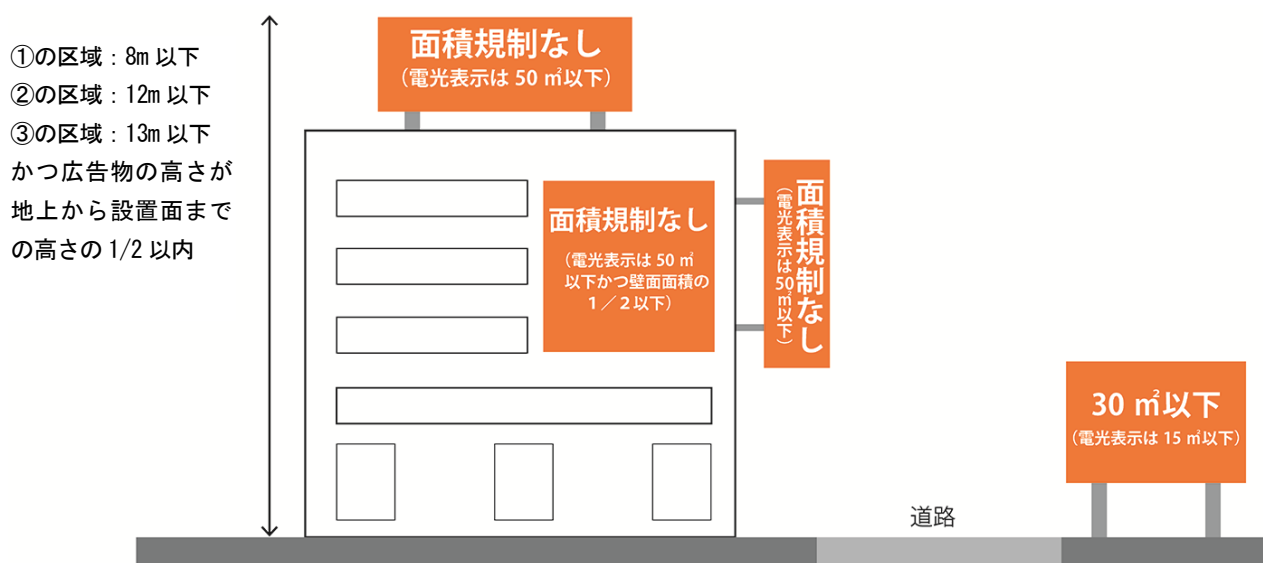 ①の区域：8m 以下
②の区域：12m 以下
③の区域：13m 以下
かつ広告物の高さが
地上から設置面まで
の高さの 1/2 以内
面積規制なし
（電光表示は 50 ㎡以下）
面積規制なし
（電光表示は 50 ㎡
以下かつ壁面面積の
１／２以下）
面積規制なし
（電光表示は50㎡以下）
30 ㎡以下
（電光表示は 15 ㎡以下）
道路